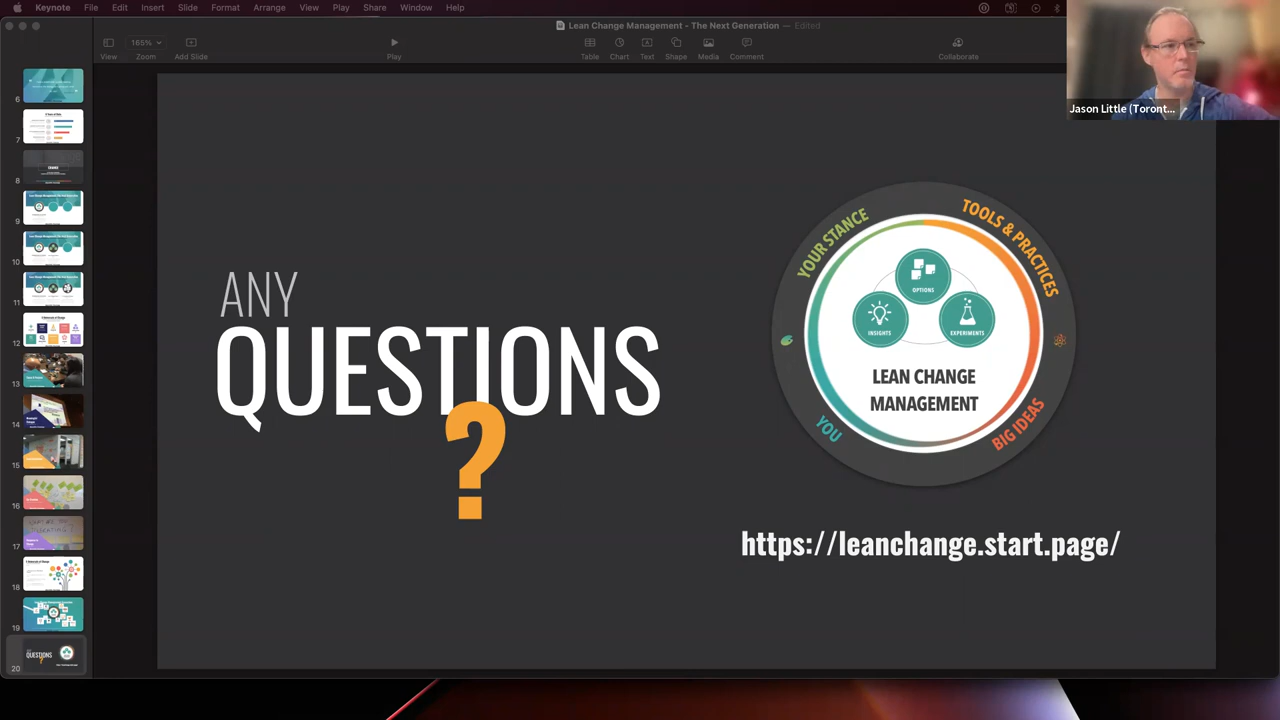 Keynote File Edit Insert Slide Format Arrange View Play Share Window Help
Lean Change Management - The Next Generation — Edited
165%
View Zoom Add Slide Play Table Chart Text Shape Media Comment Collaborate
Jason Little (Toront...
6
7
8
9
10
11
12
13
14
15
16
17
18
19
20
ANY
QUESTIONS
?
YOUR STANCE
TOOLS & PRACTICES
OPTIONS
INSIGHTS
EXPERIMENTS
LEAN CHANGE
MANAGEMENT
YOU
BIG IDEAS
https://leanchange.start.page/